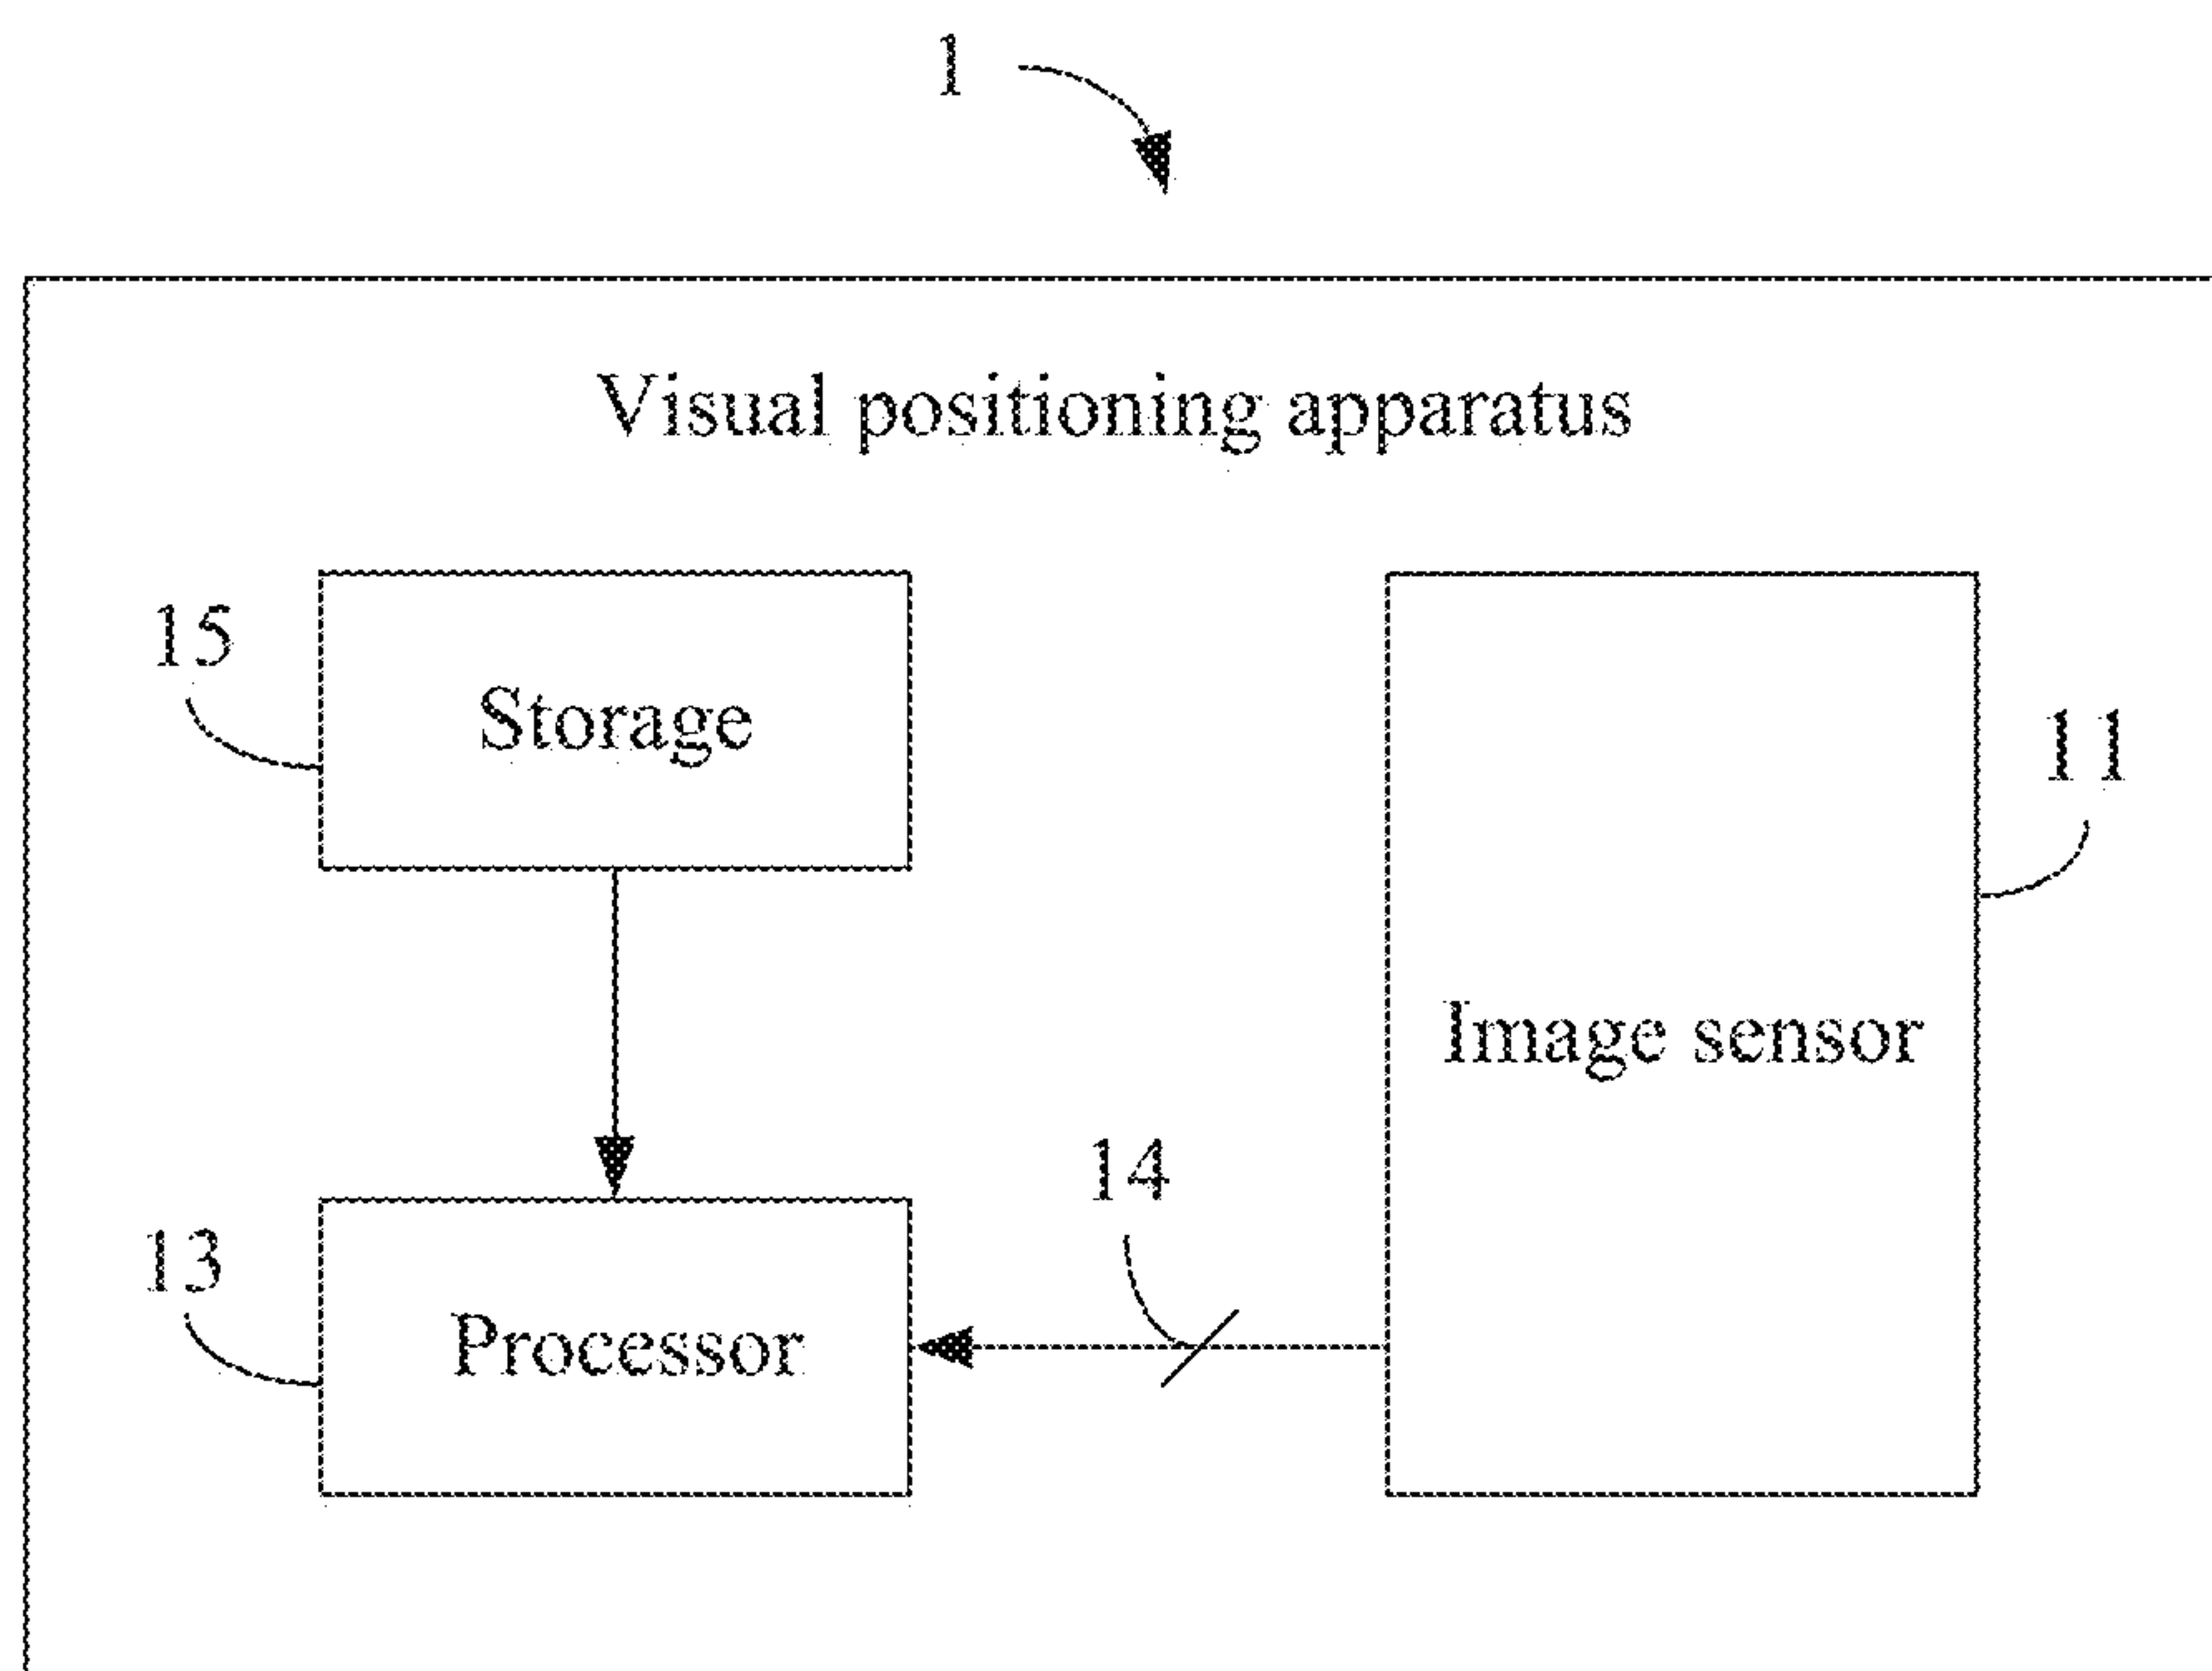 1
Visual positioning apparatus
15
Storage
11
Image sensor
14
13
Processor